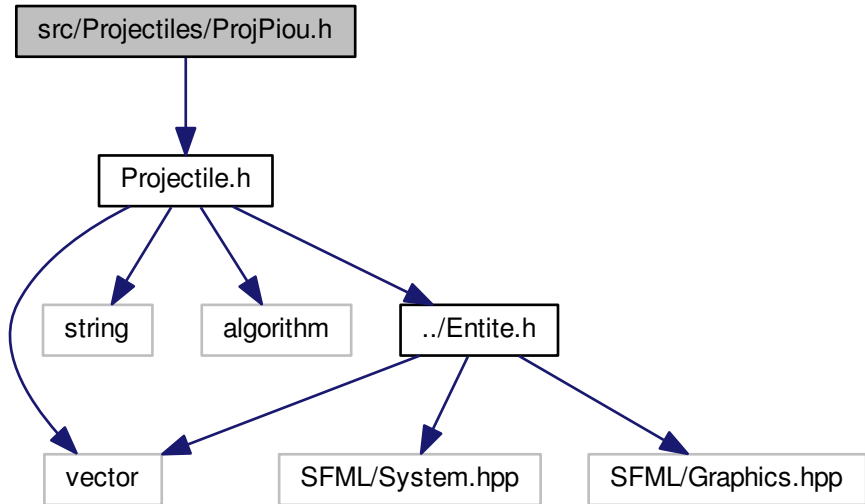 src/Projectiles/ProjPiou.h
Projectile.h
string
algorithm
../Entite.h
vector
SFML/System.hpp
SFML/Graphics.hpp